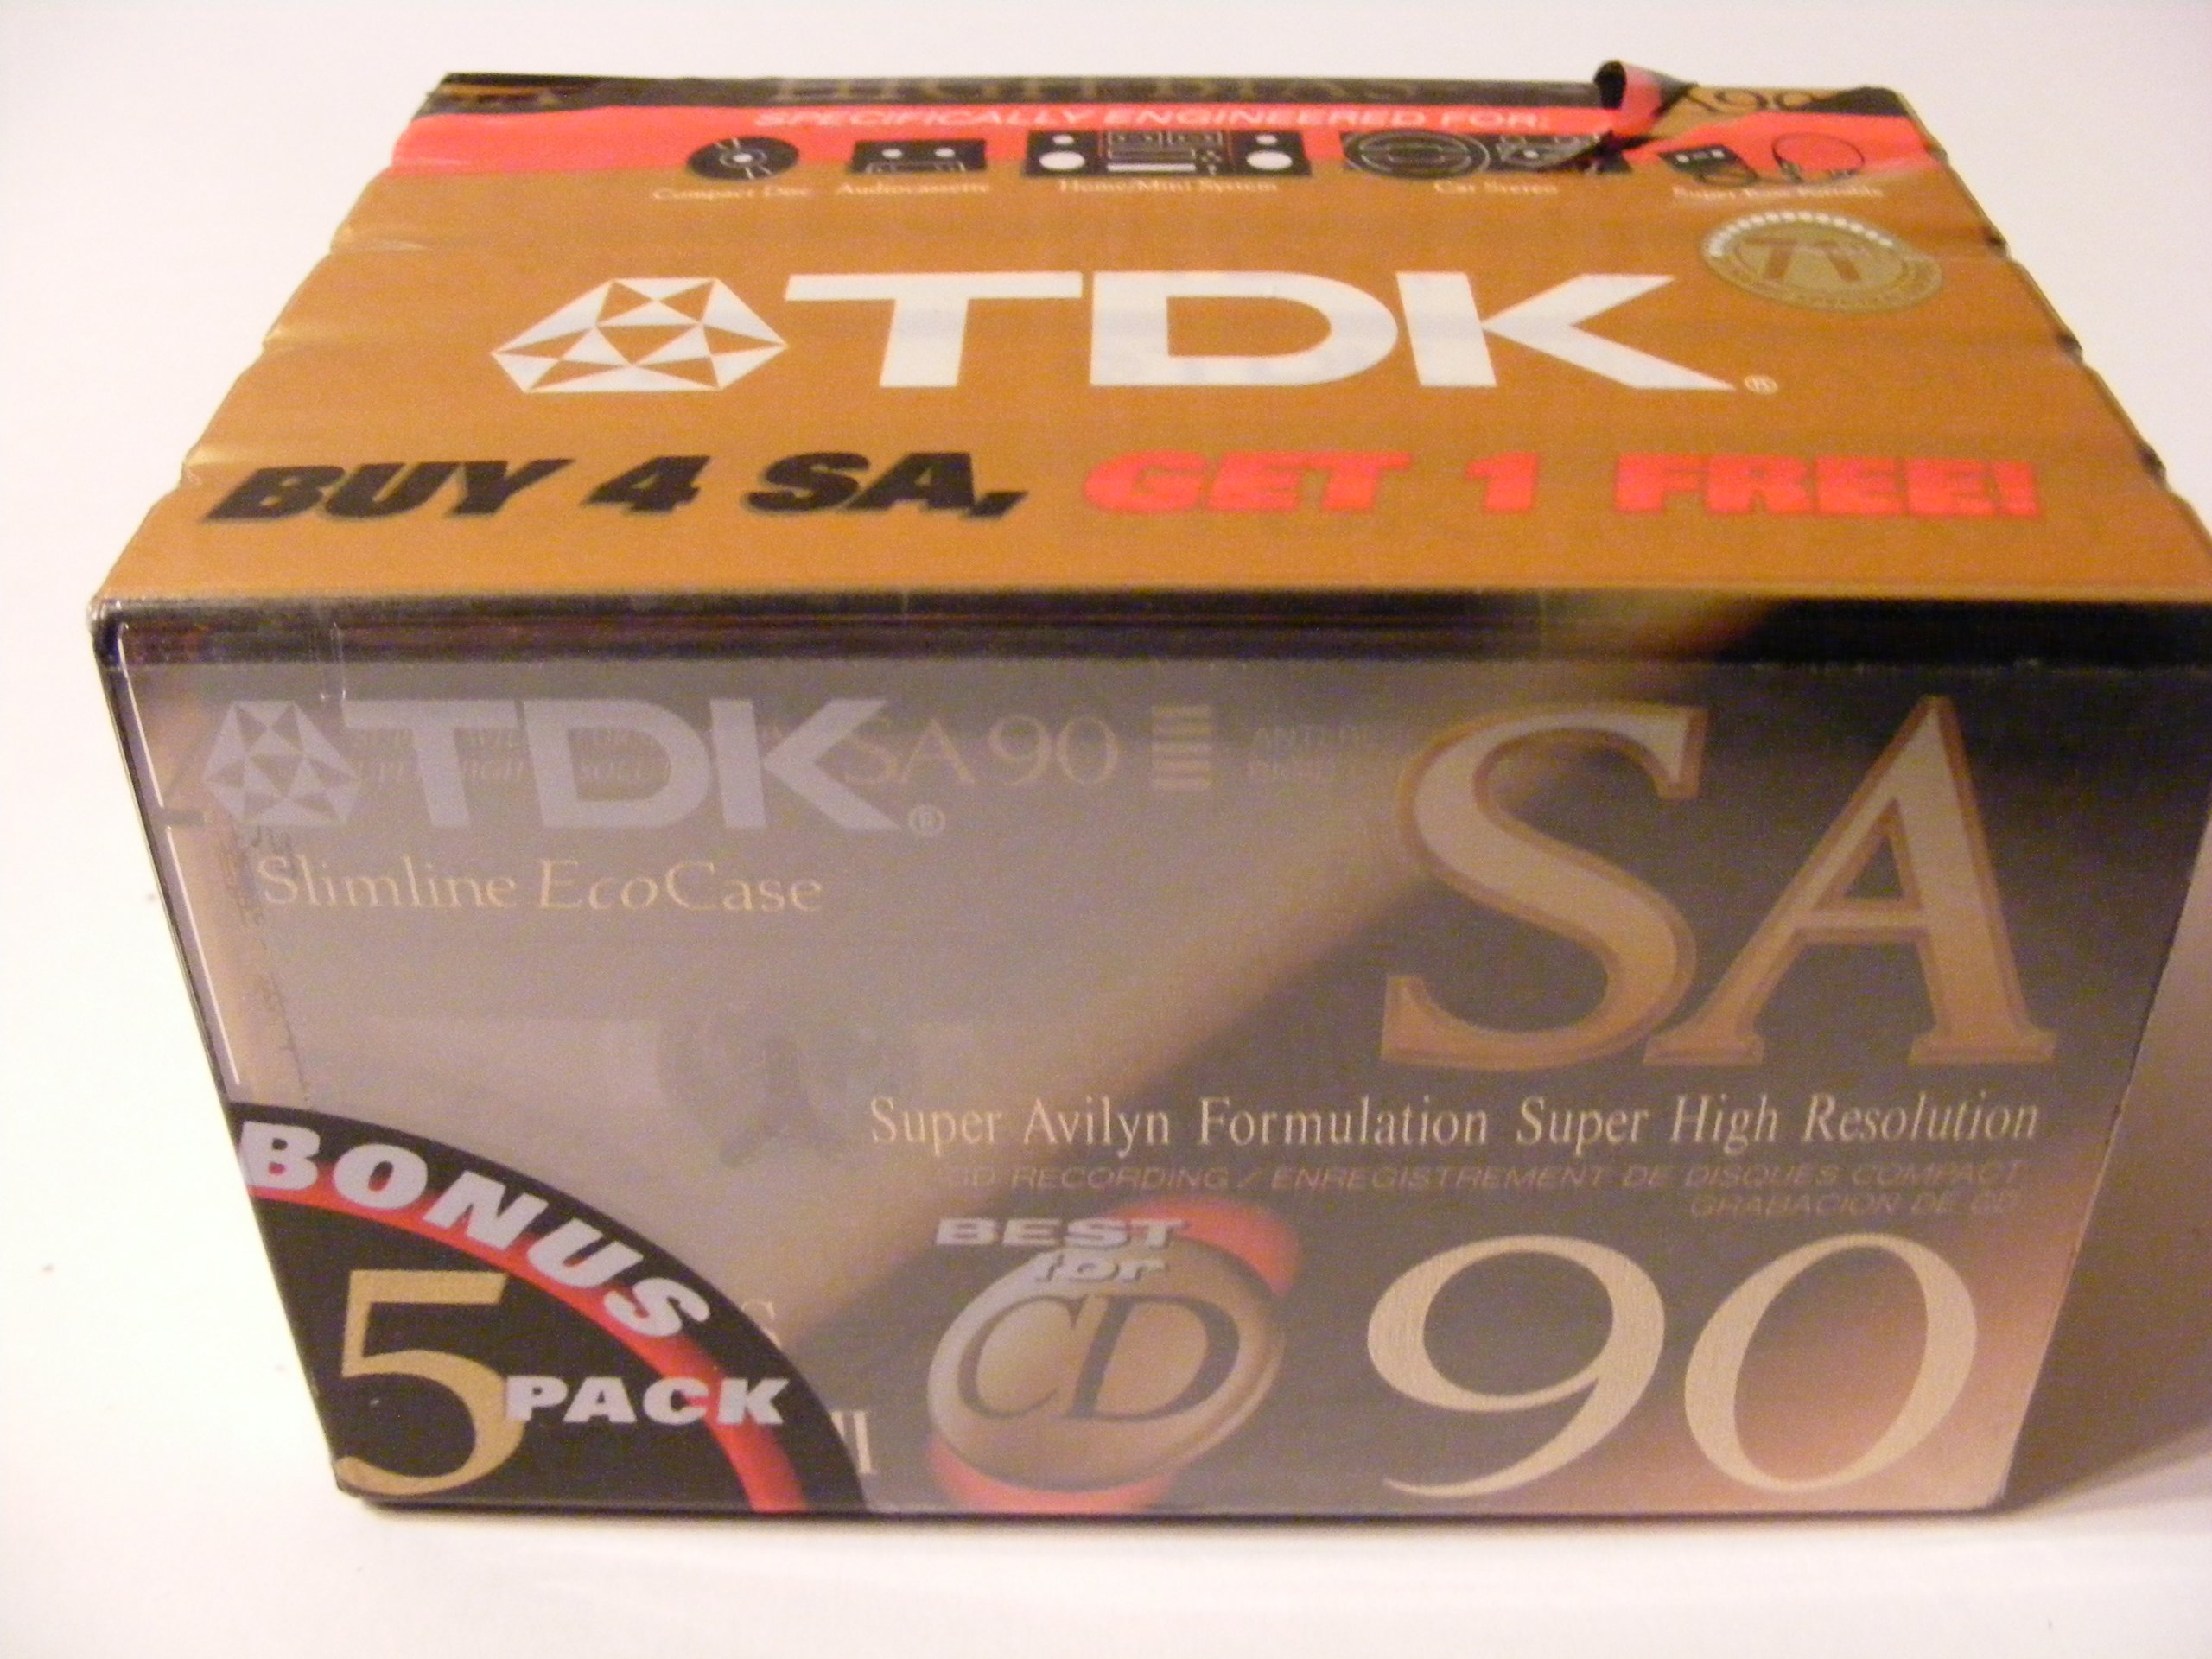 HIGH BIAS
SPECIFICALLY ENGINEERED FOR:
Compact Disc Audiocassette Home/Mini System Car Stereo
TDK®
BUY 4 SA, GET 1 FREE!
TDK® SA 90
Slimline EcoCase
SA
Super Avilyn Formulation Super High Resolution
CD RECORDING / ENREGISTREMENT DE DISQUES COMPACT
GRABACION DE CD
BEST
for
CD
90
BONUS
5 PACK